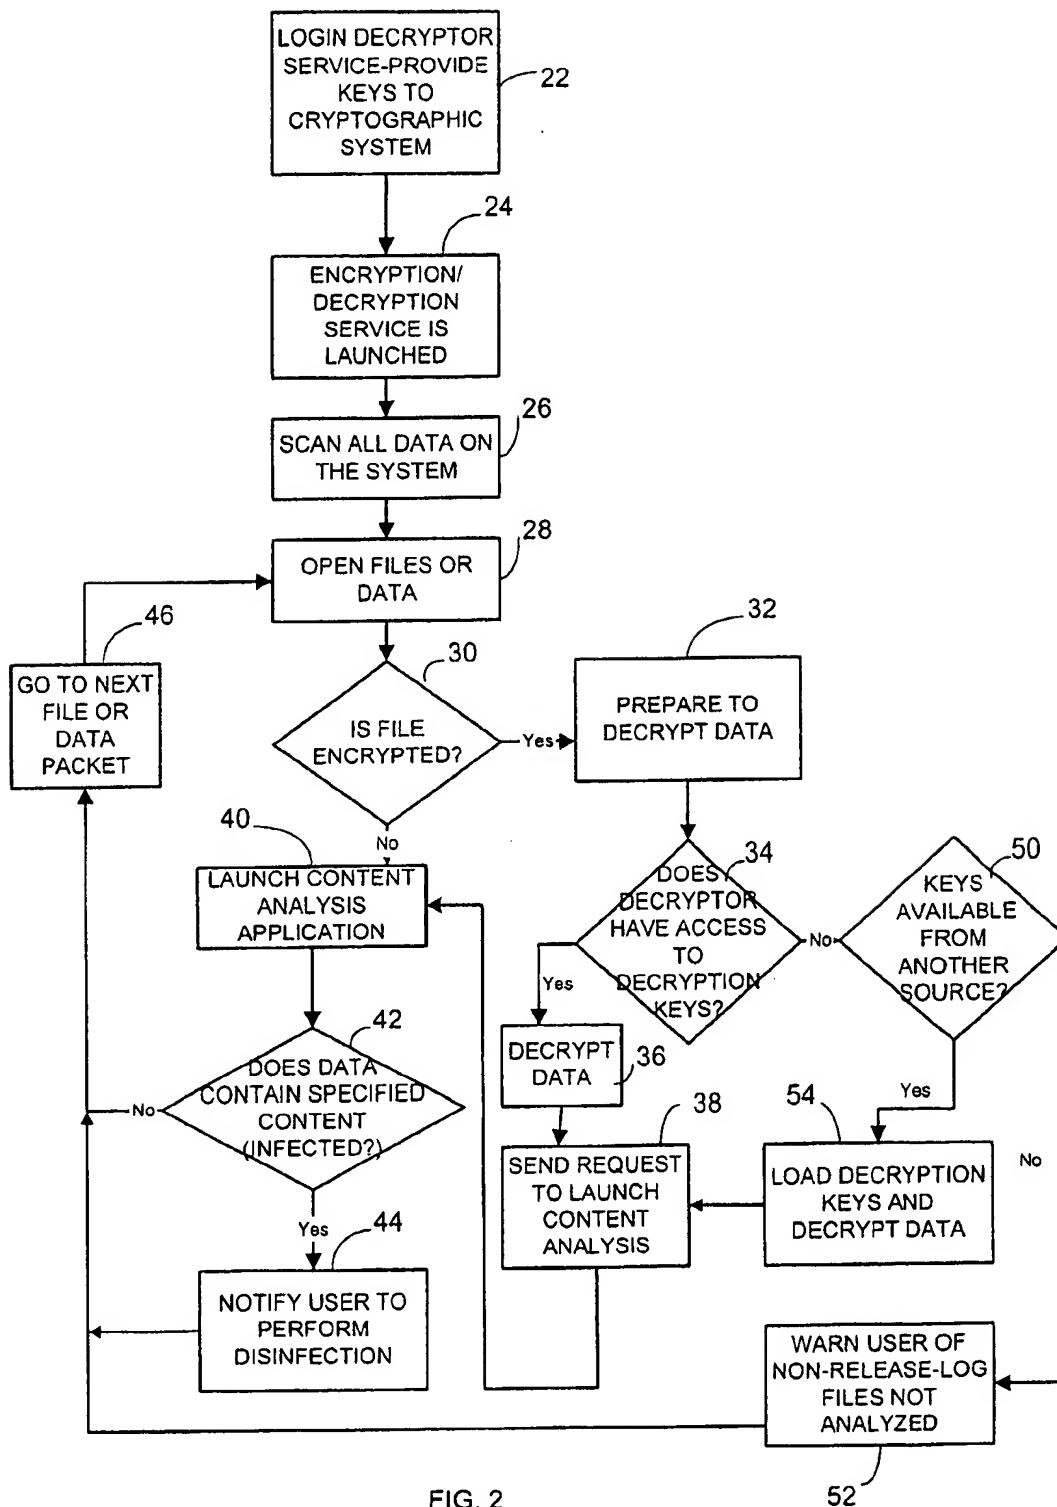 LOGIN DECRYPTOR
SERVICE-PROVIDE
KEYS TO
CRYPTOGRAPHIC
SYSTEM
22
24
ENCRYPTION/
DECRYPTION
SERVICE IS
LAUNCHED
26
SCAN ALL DATA ON
THE SYSTEM
28
OPEN FILES OR
DATA
46
GO TO NEXT
FILE OR
DATA
PACKET
30
IS FILE
ENCRYPTED?
Yes
No
32
PREPARE TO
DECRYPT DATA
40
LAUNCH CONTENT
ANALYSIS
APPLICATION
34
DOES
DECRYPTOR
HAVE ACCESS
TO
DECRYPTION
KEYS?
No
Yes
50
KEYS
AVAILABLE
FROM
ANOTHER
SOURCE?
Yes
No
DECRYPT
DATA
36
42
DOES DATA
CONTAIN SPECIFIED
CONTENT
(INFECTED?)
No
Yes
38
SEND REQUEST
TO LAUNCH
CONTENT
ANALYSIS
54
LOAD DECRYPTION
KEYS AND
DECRYPT DATA
44
NOTIFY USER TO
PERFORM
DISINFECTION
WARN USER OF
NON-RELEASE-LOG
FILES NOT
ANALYZED
52
FIG. 2